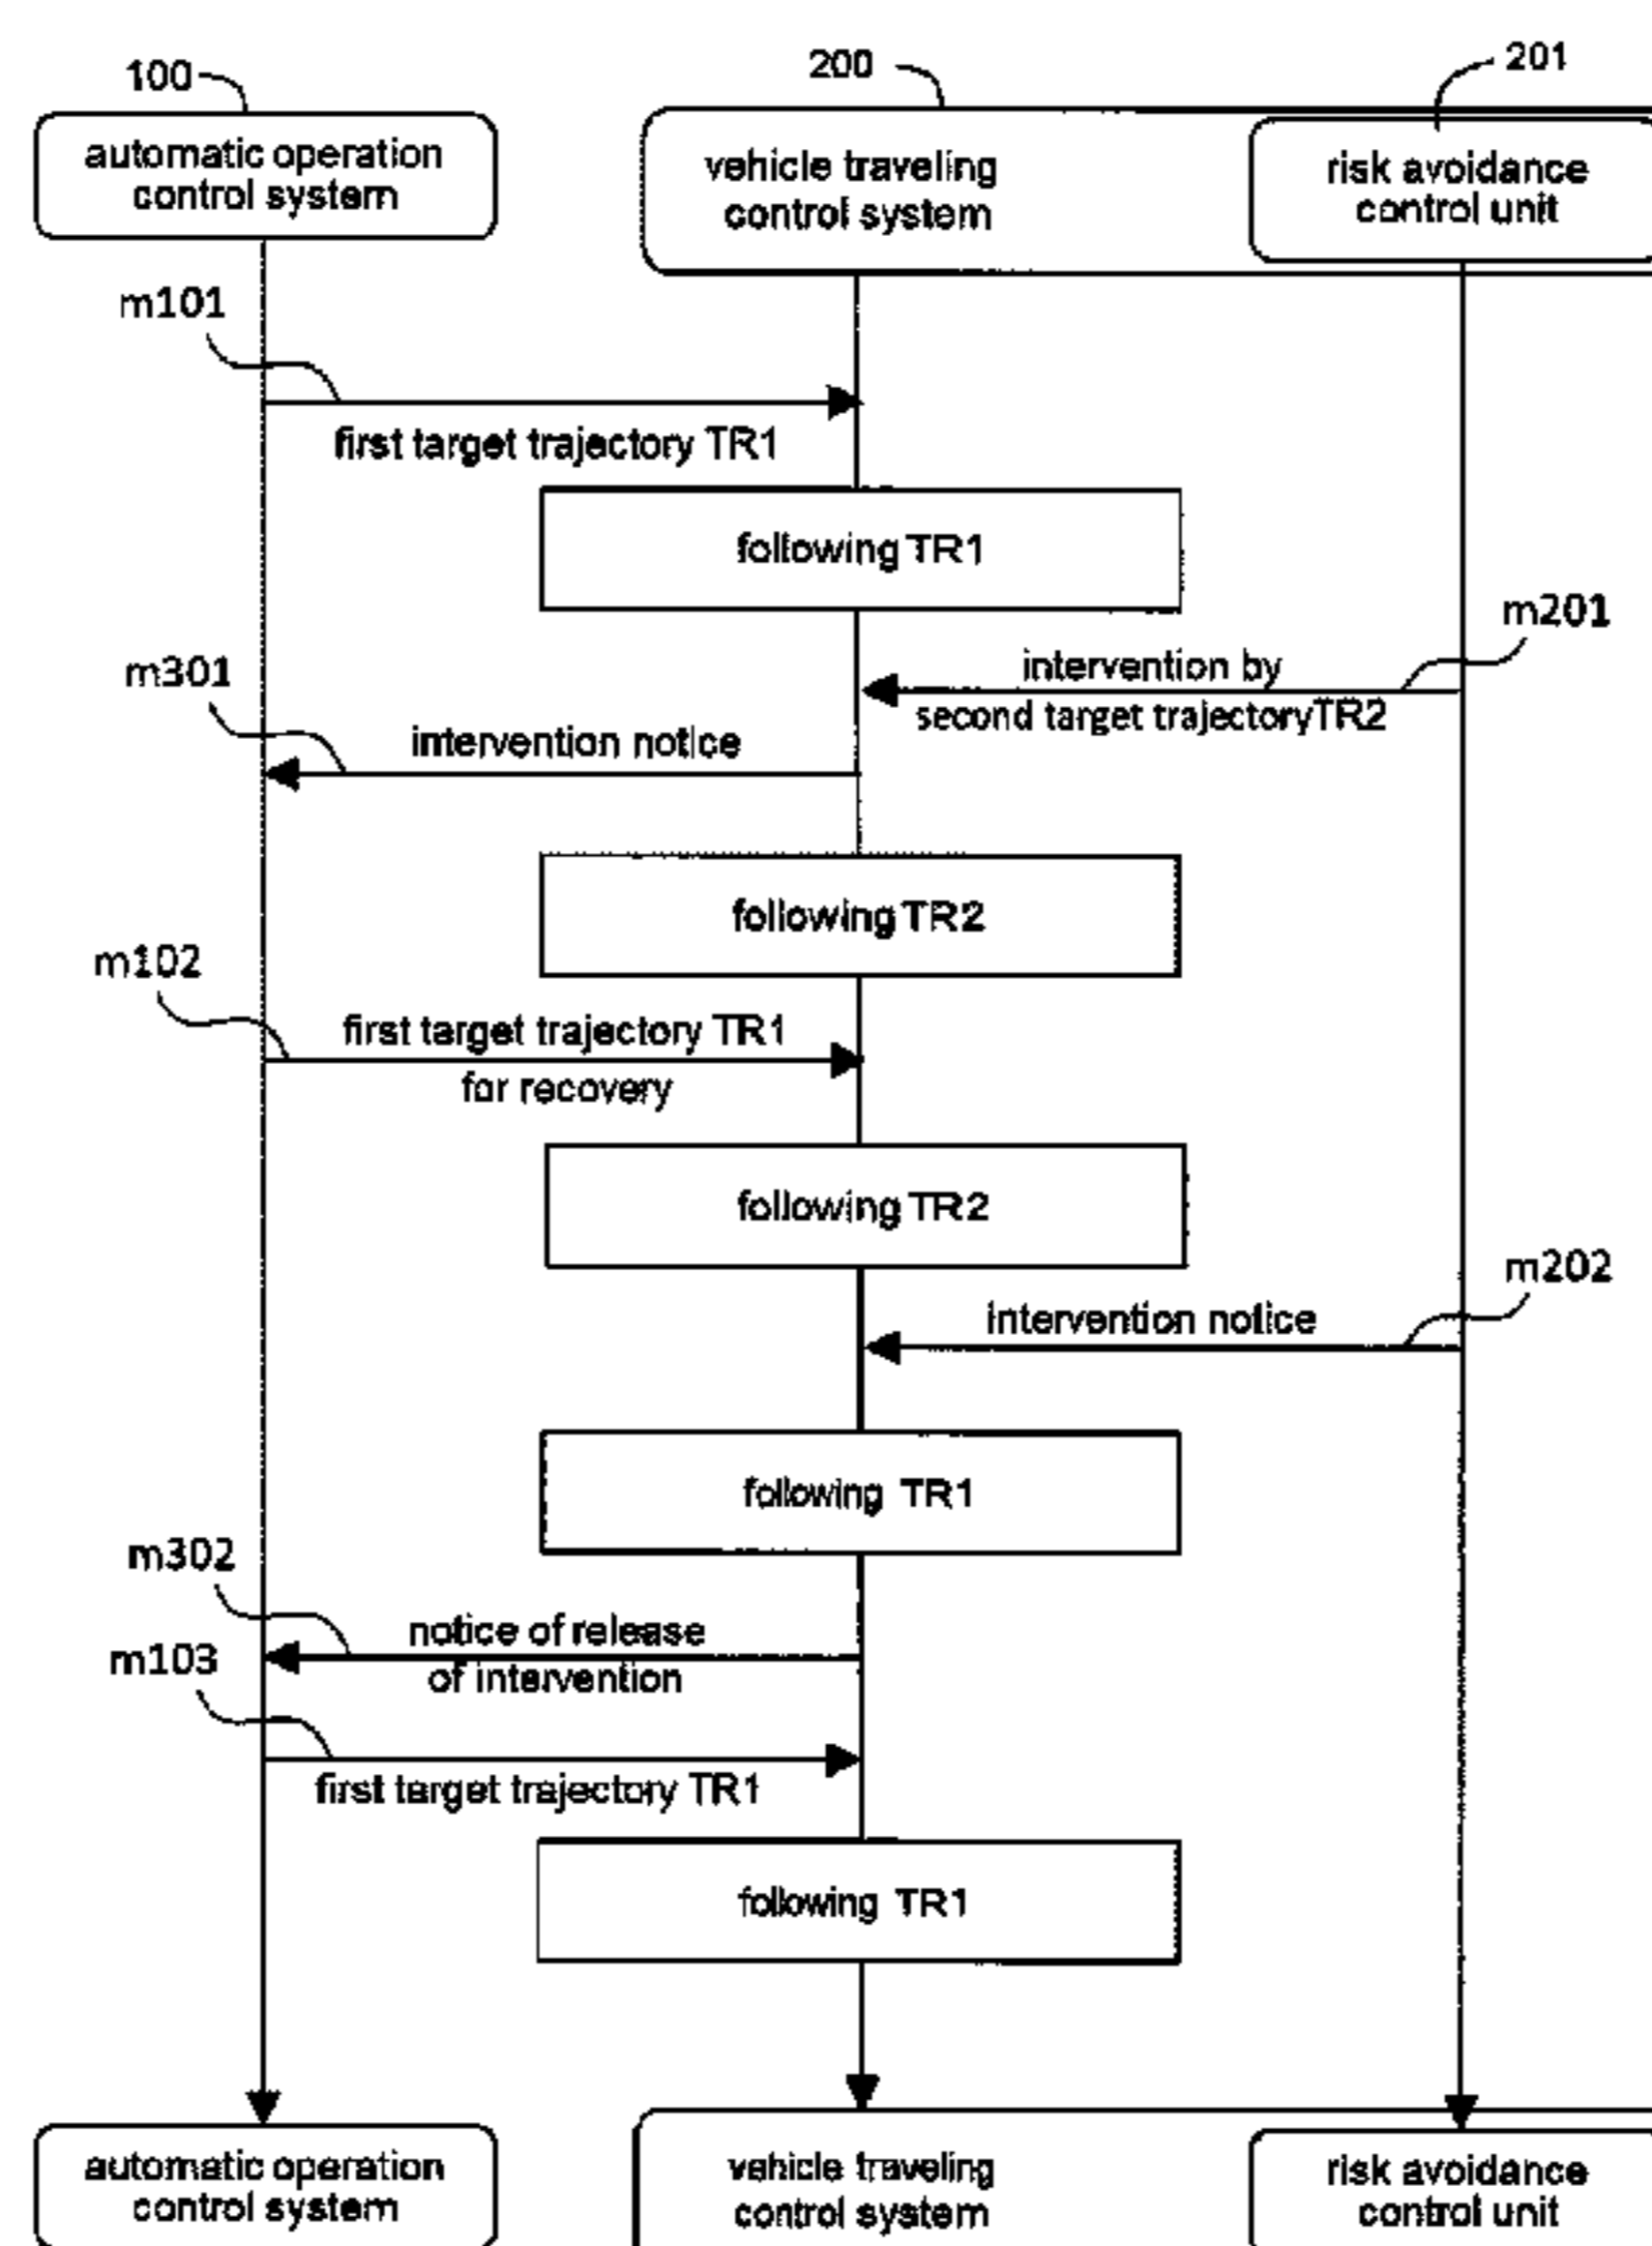 100
200
201
automatic operation
control system
vehicle traveling
control system
risk avoidance
control unit
m101
first target trajectory TR1
following TR1
m201
intervention by
second target trajectoryTR2
m301
intervention notice
following TR2
m102
first target trajectory TR1
for recovery
following TR2
m202
intervention notice
following TR1
m302
notice of release
of intervention
m103
first target trajectory TR1
following TR1
automatic operation
control system
vehicle traveling
control system
risk avoidance
control unit